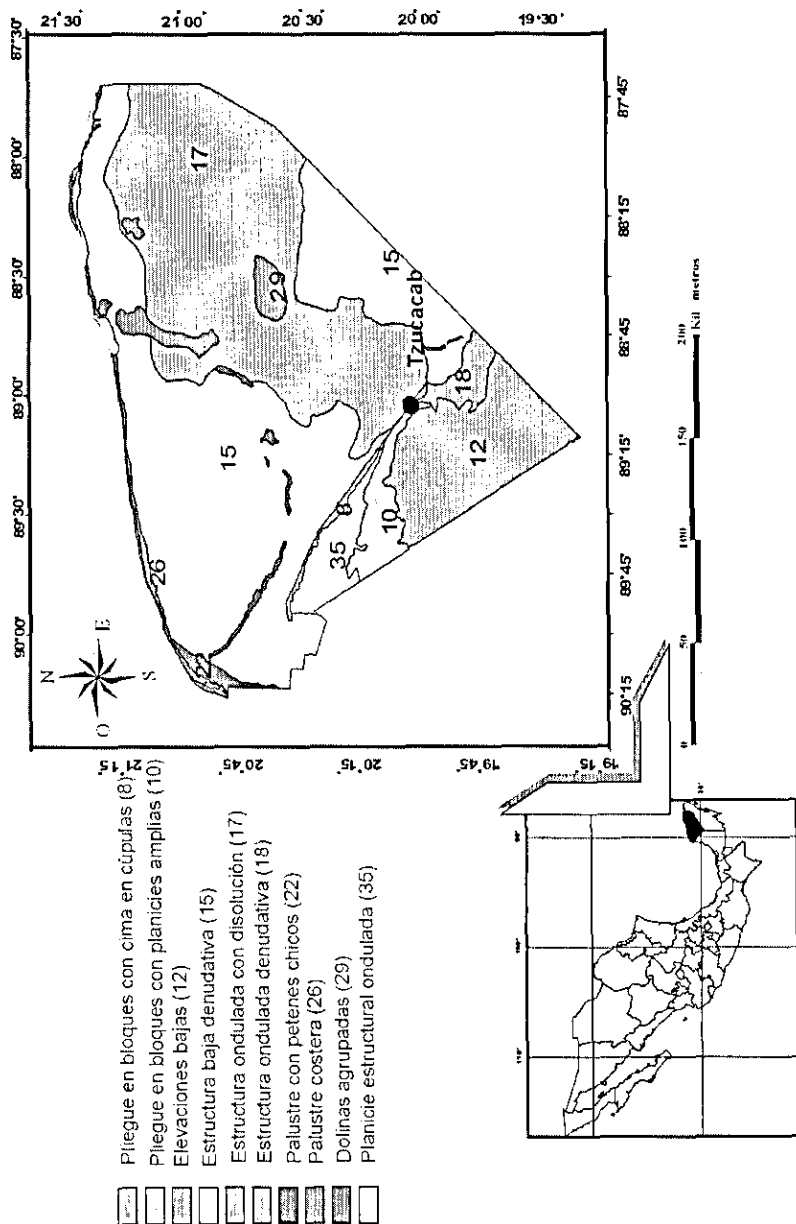 Pliegue en bloques con cima en cúpulas (8)
Pliegue en bloques con planicies amplias (10)
Elevaciones bajas (12)
Estructura baja denudativa (15)
Estructura ondulada con disolución (17)
Estructura ondulada denudativa (18)
Palustre con petenes chicos (22)
Palustre costera (26)
Dolinas agrupadas (29)
Planicie estructural ondulada (35)
N
O
E
S
90°00'
89°30'
89°15'
89°00'
88°30'
88°00'
87°30'
21°30'
21°00'
20°30'
20°00'
19°30'
21°15'
20°45'
20°15'
19°45'
19°15'
90°15'
89°45'
89°15'
88°45'
88°15'
87°45'
26
22
15
17
29
8
35
10
12
18
Tzucacab
15
0
50
100
150
200
Kil metros